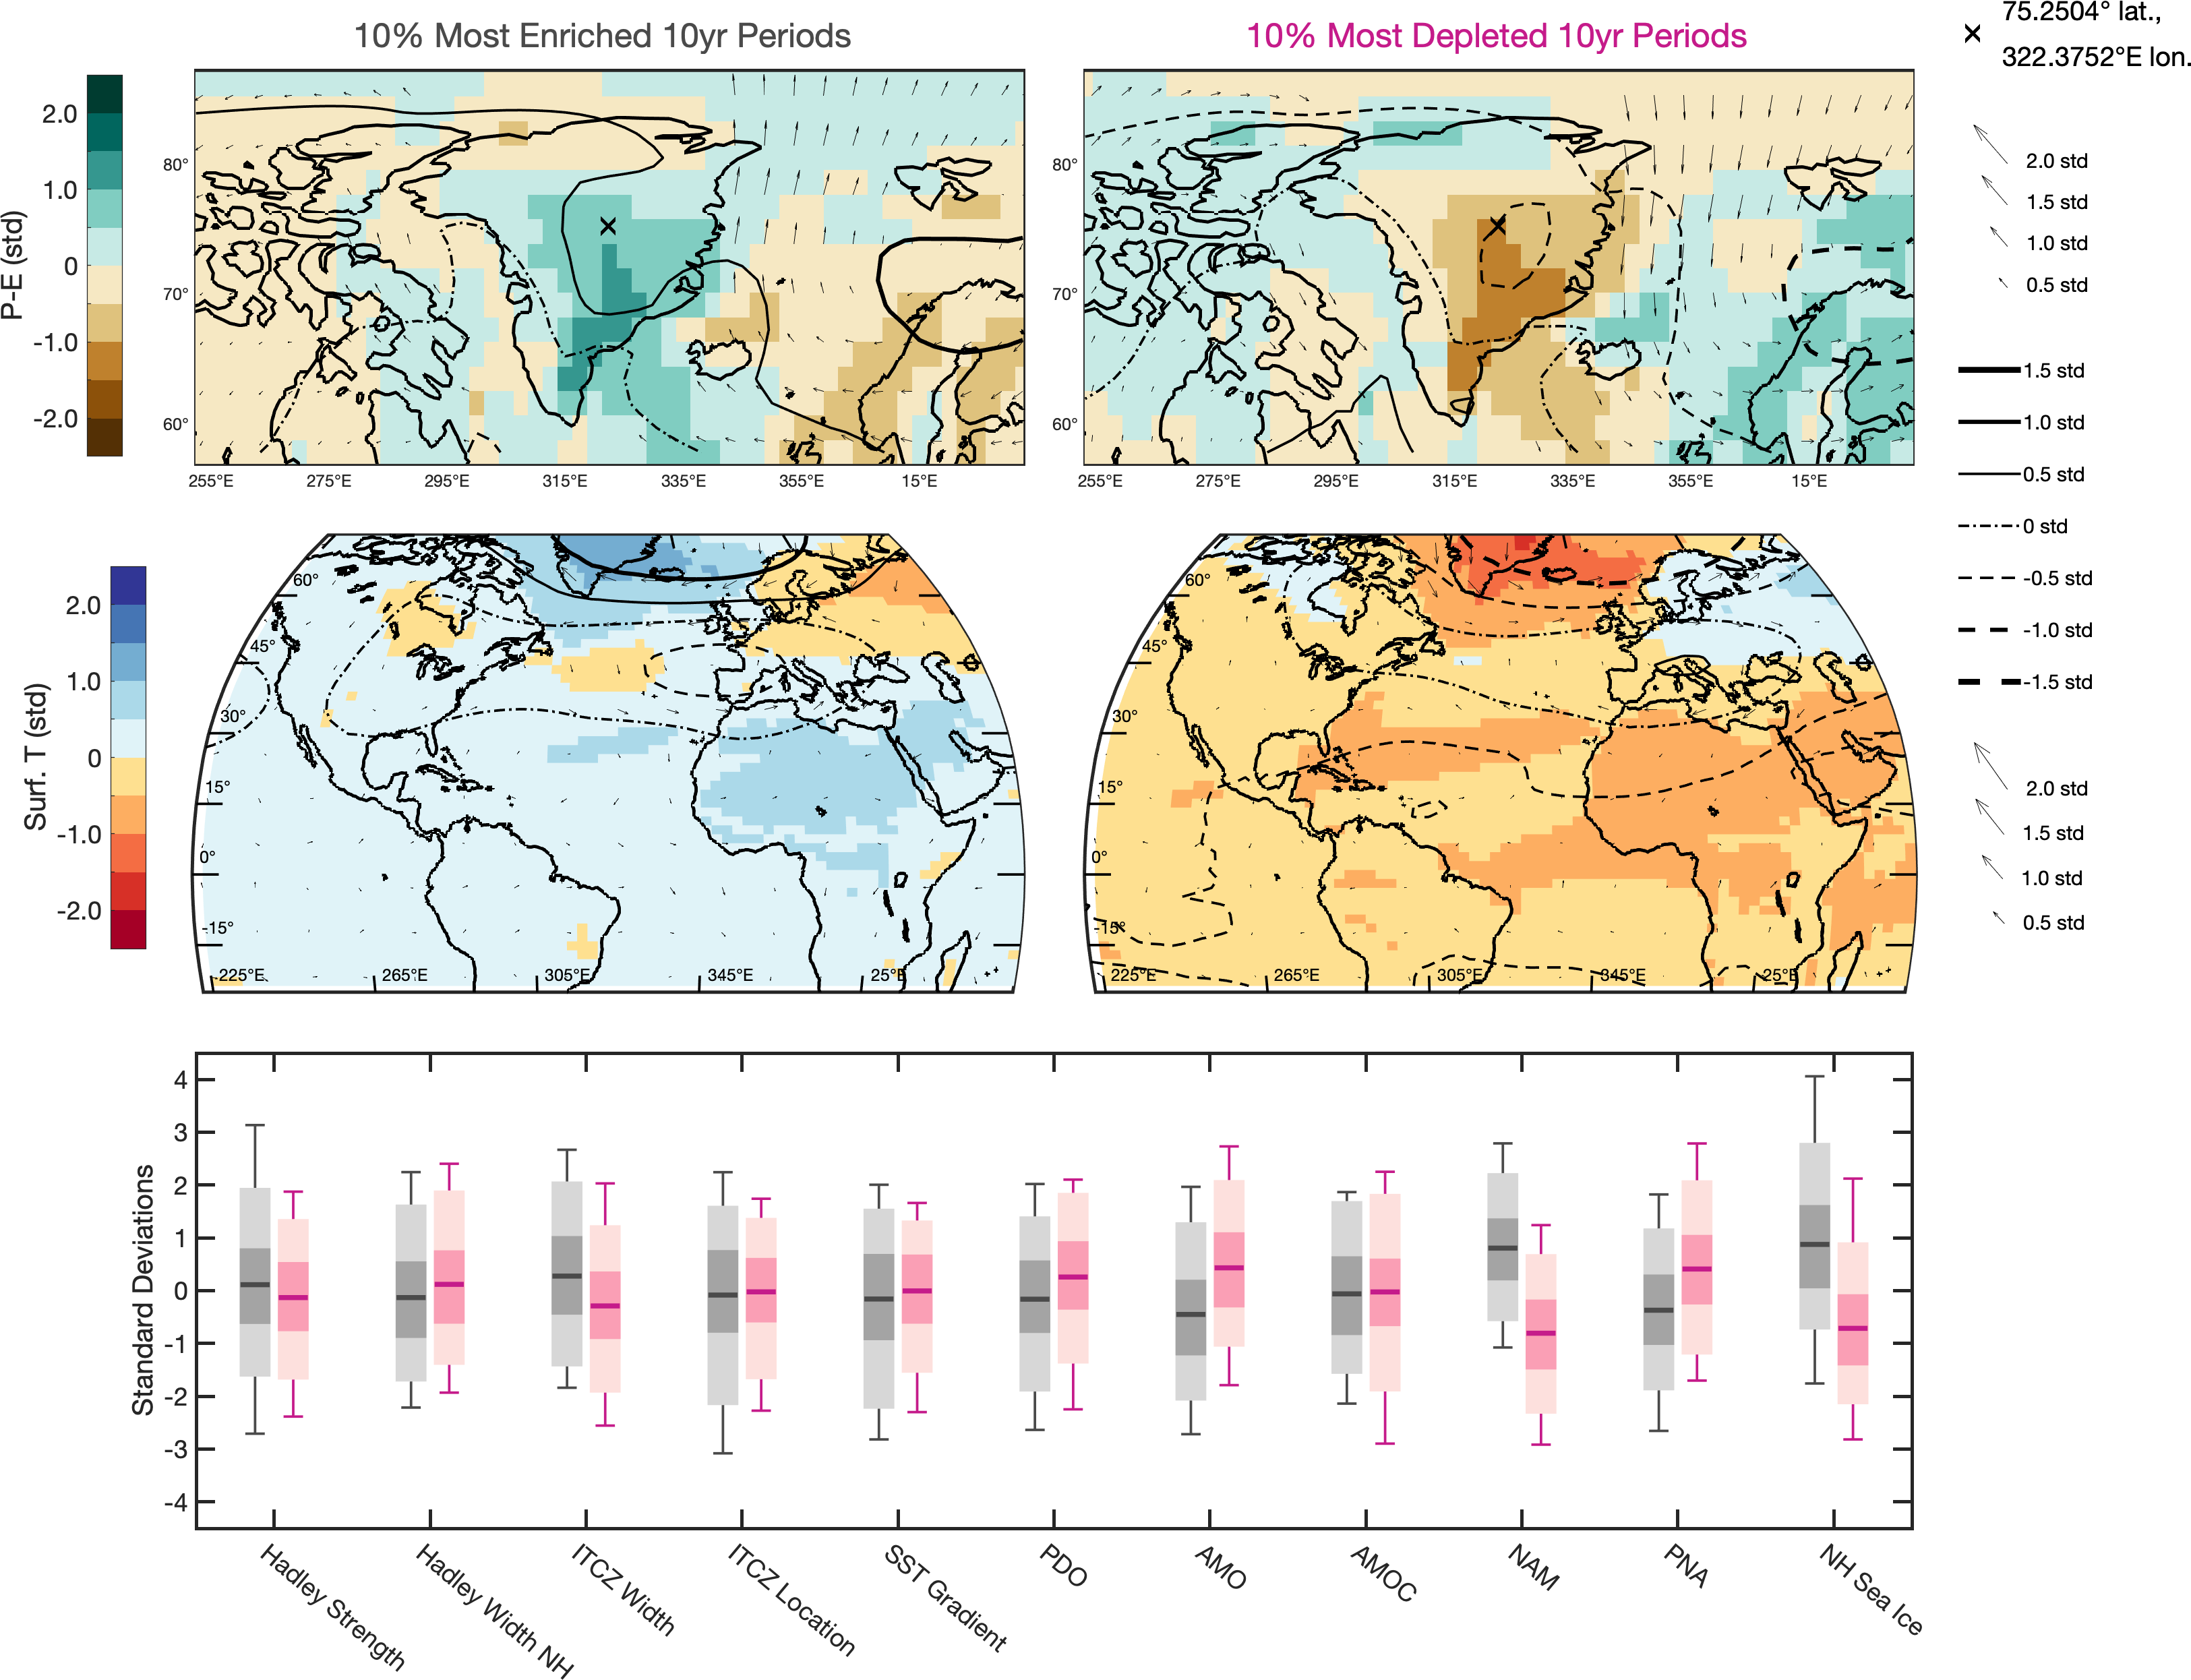 10% Most Enriched 10yr Periods
10% Most Depleted 10yr Periods
75.2504° lat.,
322.3752°E lon.
P-E (std)
2.0
1.0
0
-1.0
-2.0
80°
70°
60°
255°E 275°E 295°E 315°E 335°E 355°E 15°E
80°
70°
60°
255°E 275°E 295°E 315°E 335°E 355°E 15°E
2.0 std
1.5 std
1.0 std
0.5 std
1.5 std
1.0 std
0.5 std
0 std
-0.5 std
-1.0 std
-1.5 std
Surf. T (std)
2.0
1.0
0
-1.0
-2.0
60°
45°
30°
15°
0°
-15°
225°E 265°E 305°E 345°E 25°E
60°
45°
30°
15°
0°
-15°
225°E 265°E 305°E 345°E 25°E
2.0 std
1.5 std
1.0 std
0.5 std
Standard Deviations
4
3
2
1
0
-1
-2
-3
-4
Hadley Strength
Hadley Width NH
ITCZ Width
ITCZ Location
SST Gradient
PDO
AMO
AMOC
NAM
PNA
NH Sea Ice